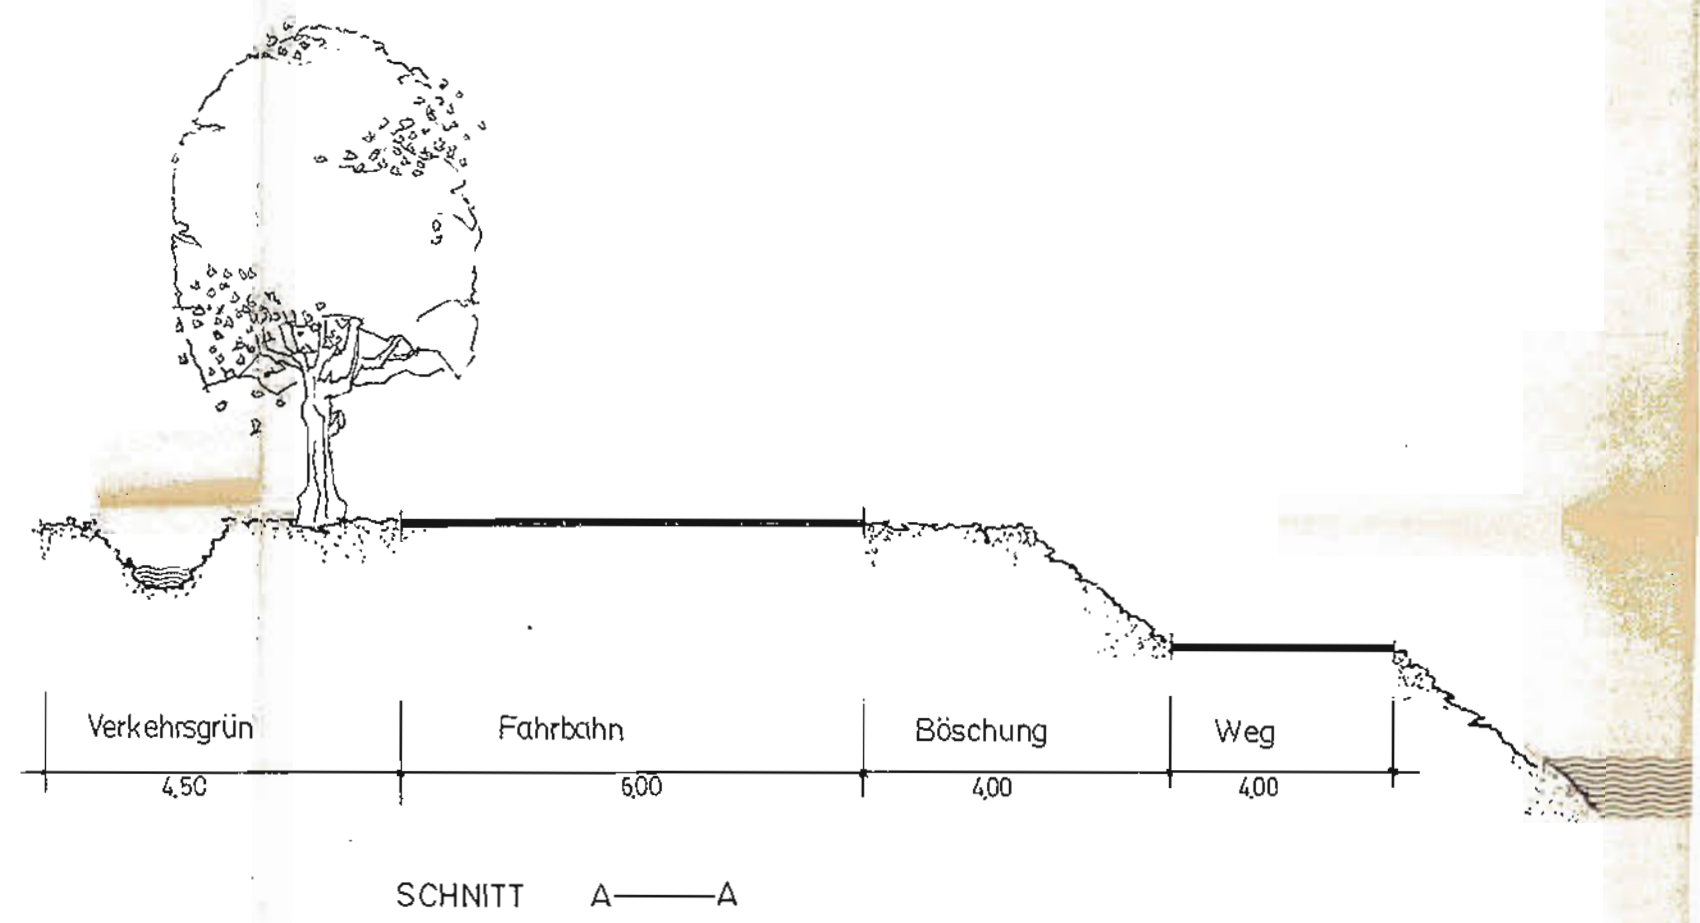 Verkehrsgrün Fahrbahn Böschung Weg
4,50 6,00 4,00 4,00
SCHNITT A A